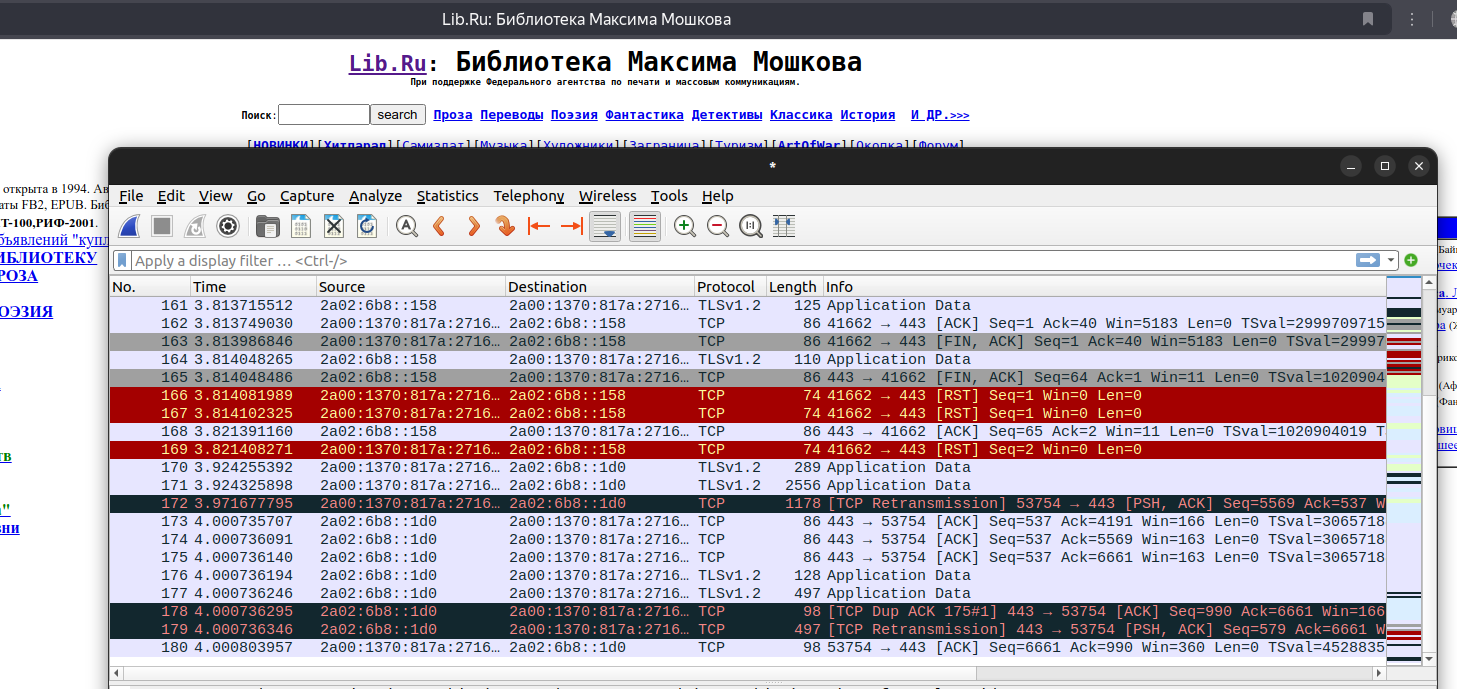 Lib.Ru: Библиотека Максима Мошкова
Lib.Ru: Библиотека Максима Мошкова
При поддержке Федерального агентства по печати и массовым коммуникациям.
Поиск: search Проза Переводы Поэзия Фантастика Детективы Классика История И ДР.>>>
[НОВИНКИ][Хитпарад][Самиздат][Музыка][Художники][Заграница][Туризм][ArtOfWar][Окопка][Форум]
*
открыта в 1994. Ав
аты FB2, EPUB. Биб
Т-100,РИФ-2001.
бъявлений "купл
ИБЛИОТЕКУ
РОЗА
ОЭЗИЯ
File Edit View Go Capture Analyze Statistics Telephony Wireless Tools Help
Apply a display filter … <Ctrl-/>
No. Time Source Destination Protocol Length Info
161 3.813715512 2a02:6b8::158 2a00:1370:817a:2716… TLSv1.2 125 Application Data
162 3.813749030 2a00:1370:817a:2716… 2a02:6b8::158 TCP 86 41662 → 443 [ACK] Seq=1 Ack=40 Win=5183 Len=0 TSval=2999709715
163 3.813986846 2a00:1370:817a:2716… 2a02:6b8::158 TCP 86 41662 → 443 [FIN, ACK] Seq=1 Ack=40 Win=5183 Len=0 TSval=29997
164 3.814048265 2a02:6b8::158 2a00:1370:817a:2716… TLSv1.2 110 Application Data
165 3.814048486 2a02:6b8::158 2a00:1370:817a:2716… TCP 86 443 → 41662 [FIN, ACK] Seq=64 Ack=1 Win=11 Len=0 TSval=1020904
166 3.814081989 2a00:1370:817a:2716… 2a02:6b8::158 TCP 74 41662 → 443 [RST] Seq=1 Win=0 Len=0
167 3.814102325 2a00:1370:817a:2716… 2a02:6b8::158 TCP 74 41662 → 443 [RST] Seq=1 Win=0 Len=0
168 3.821391160 2a02:6b8::158 2a00:1370:817a:2716… TCP 86 443 → 41662 [ACK] Seq=65 Ack=2 Win=11 Len=0 TSval=1020904019 T
169 3.821408271 2a00:1370:817a:2716… 2a02:6b8::158 TCP 74 41662 → 443 [RST] Seq=2 Win=0 Len=0
170 3.924255392 2a00:1370:817a:2716… 2a02:6b8::1d0 TLSv1.2 289 Application Data
171 3.924325898 2a00:1370:817a:2716… 2a02:6b8::1d0 TLSv1.2 2556 Application Data
172 3.971677795 2a00:1370:817a:2716… 2a02:6b8::1d0 TCP 1178 [TCP Retransmission] 53754 → 443 [PSH, ACK] Seq=5569 Ack=537 W
173 4.000735707 2a02:6b8::1d0 2a00:1370:817a:2716… TCP 86 443 → 53754 [ACK] Seq=537 Ack=4191 Win=166 Len=0 TSval=3065718
174 4.000736091 2a02:6b8::1d0 2a00:1370:817a:2716… TCP 86 443 → 53754 [ACK] Seq=537 Ack=5569 Win=163 Len=0 TSval=3065718
175 4.000736140 2a02:6b8::1d0 2a00:1370:817a:2716… TCP 86 443 → 53754 [ACK] Seq=537 Ack=6661 Win=163 Len=0 TSval=3065718
176 4.000736194 2a02:6b8::1d0 2a00:1370:817a:2716… TLSv1.2 128 Application Data
177 4.000736246 2a02:6b8::1d0 2a00:1370:817a:2716… TLSv1.2 497 Application Data
178 4.000736295 2a02:6b8::1d0 2a00:1370:817a:2716… TCP 98 [TCP Dup ACK 175#1] 443 → 53754 [ACK] Seq=990 Ack=6661 Win=166
179 4.000736346 2a02:6b8::1d0 2a00:1370:817a:2716… TCP 497 [TCP Retransmission] 443 → 53754 [PSH, ACK] Seq=579 Ack=6661 W
180 4.000803957 2a00:1370:817a:2716… 2a02:6b8::1d0 TCP 98 53754 → 443 [ACK] Seq=6661 Ack=990 Win=360 Len=0 TSval=4528835